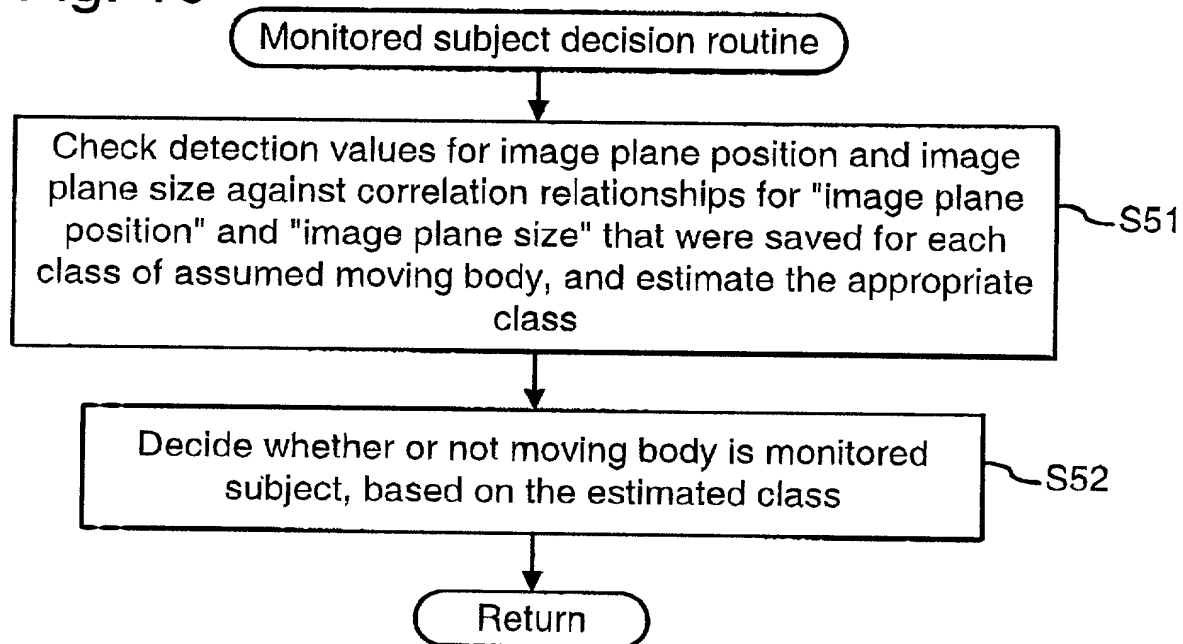 Monitored subject decision routine
Check detection values for image plane position and image
plane size against correlation relationships for "image plane
position" and "image plane size" that were saved for each
class of assumed moving body, and estimate the appropriate
class
S51
Decide whether or not moving body is monitored
subject, based on the estimated class
S52
Return